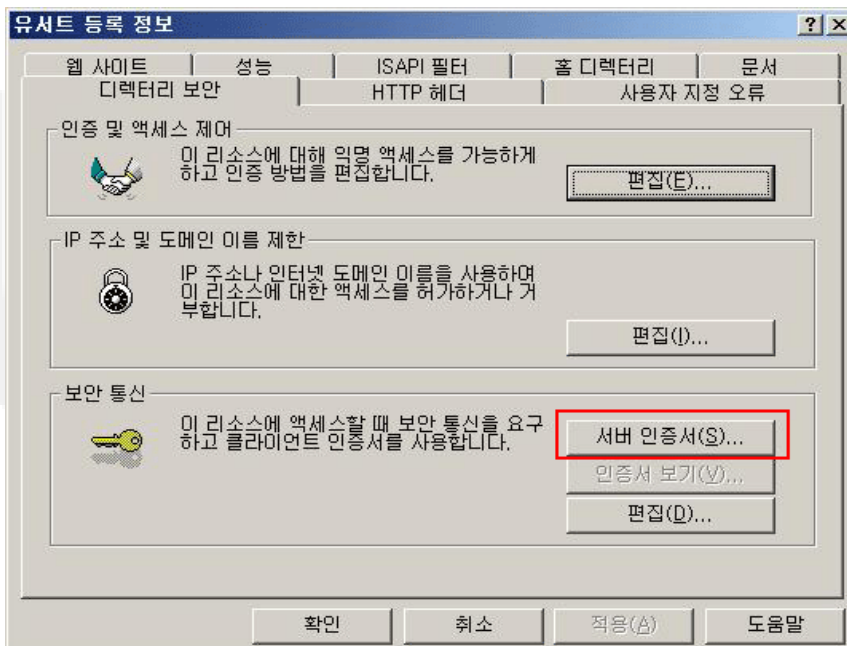 유서트 등록 정보
웹 사이트 성능 ISAPI 필터 홈 디렉터리 문서
디렉터리 보안 HTTP 헤더 사용자 지정 오류
인증 및 액세스 제어
이 리소스에 대해 익명 액세스를 가능하게
하고 인증 방법을 편집합니다.
편집(E)...
IP 주소 및 도메인 이름 제한
IP 주소나 인터넷 도메인 이름을 사용하여
이 리소스에 대한 액세스를 허가하거나 거
부합니다.
편집(I)...
보안 통신
이 리소스에 액세스할 때 보안 통신을 요구
하고 클라이언트 인증서를 사용합니다.
서버 인증서(S)...
인증서 보기(V)...
편집(D)...
확인 취소 적용(A) 도움말